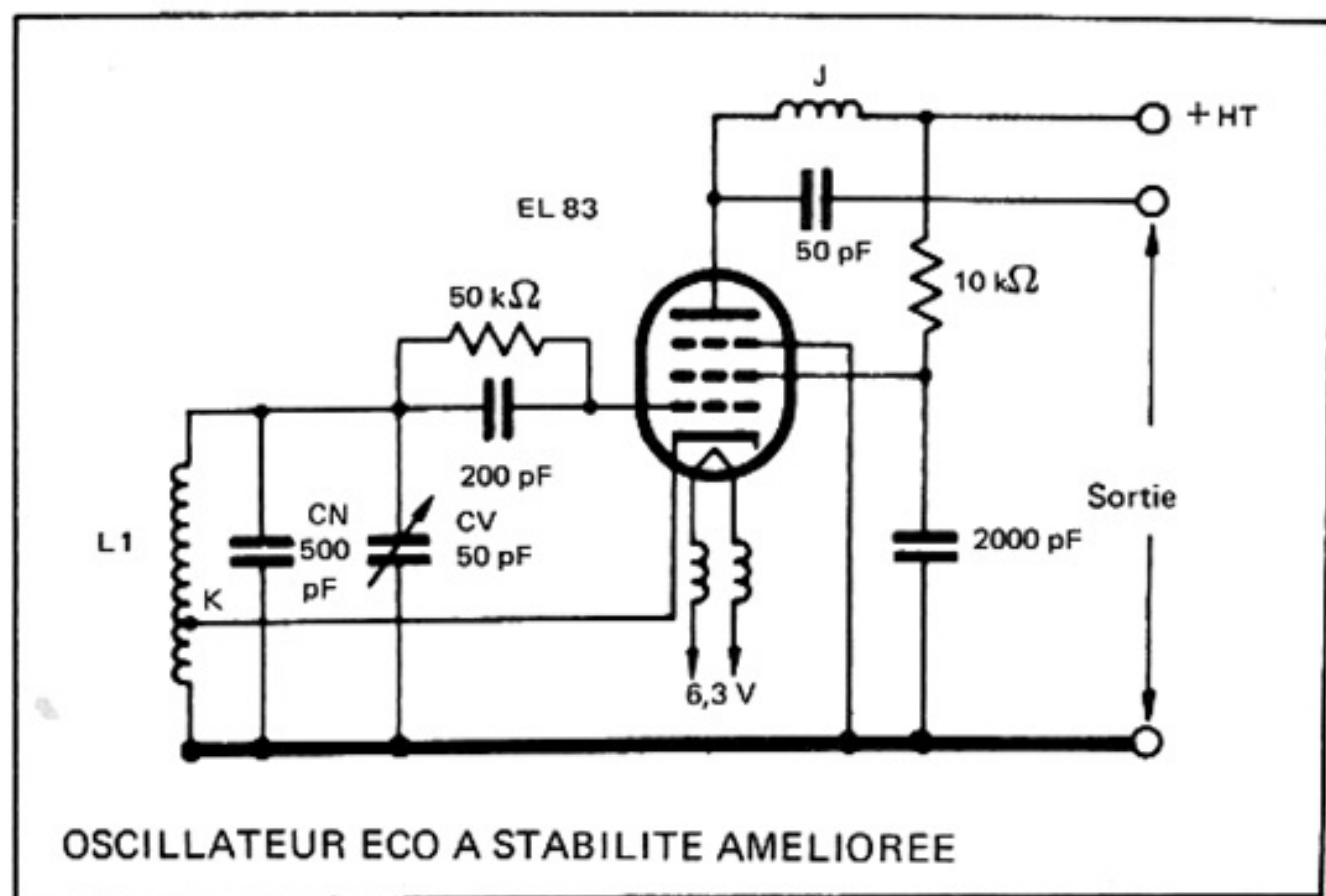 J
+ HT
EL 83
50 pF
10 kΩ
50 kΩ
200 pF
L1
CN
500
pF
CV
50 pF
K
2000 pF
Sortie
6,3 V
OSCILLATEUR ECO A STABILITE AMELIOREE